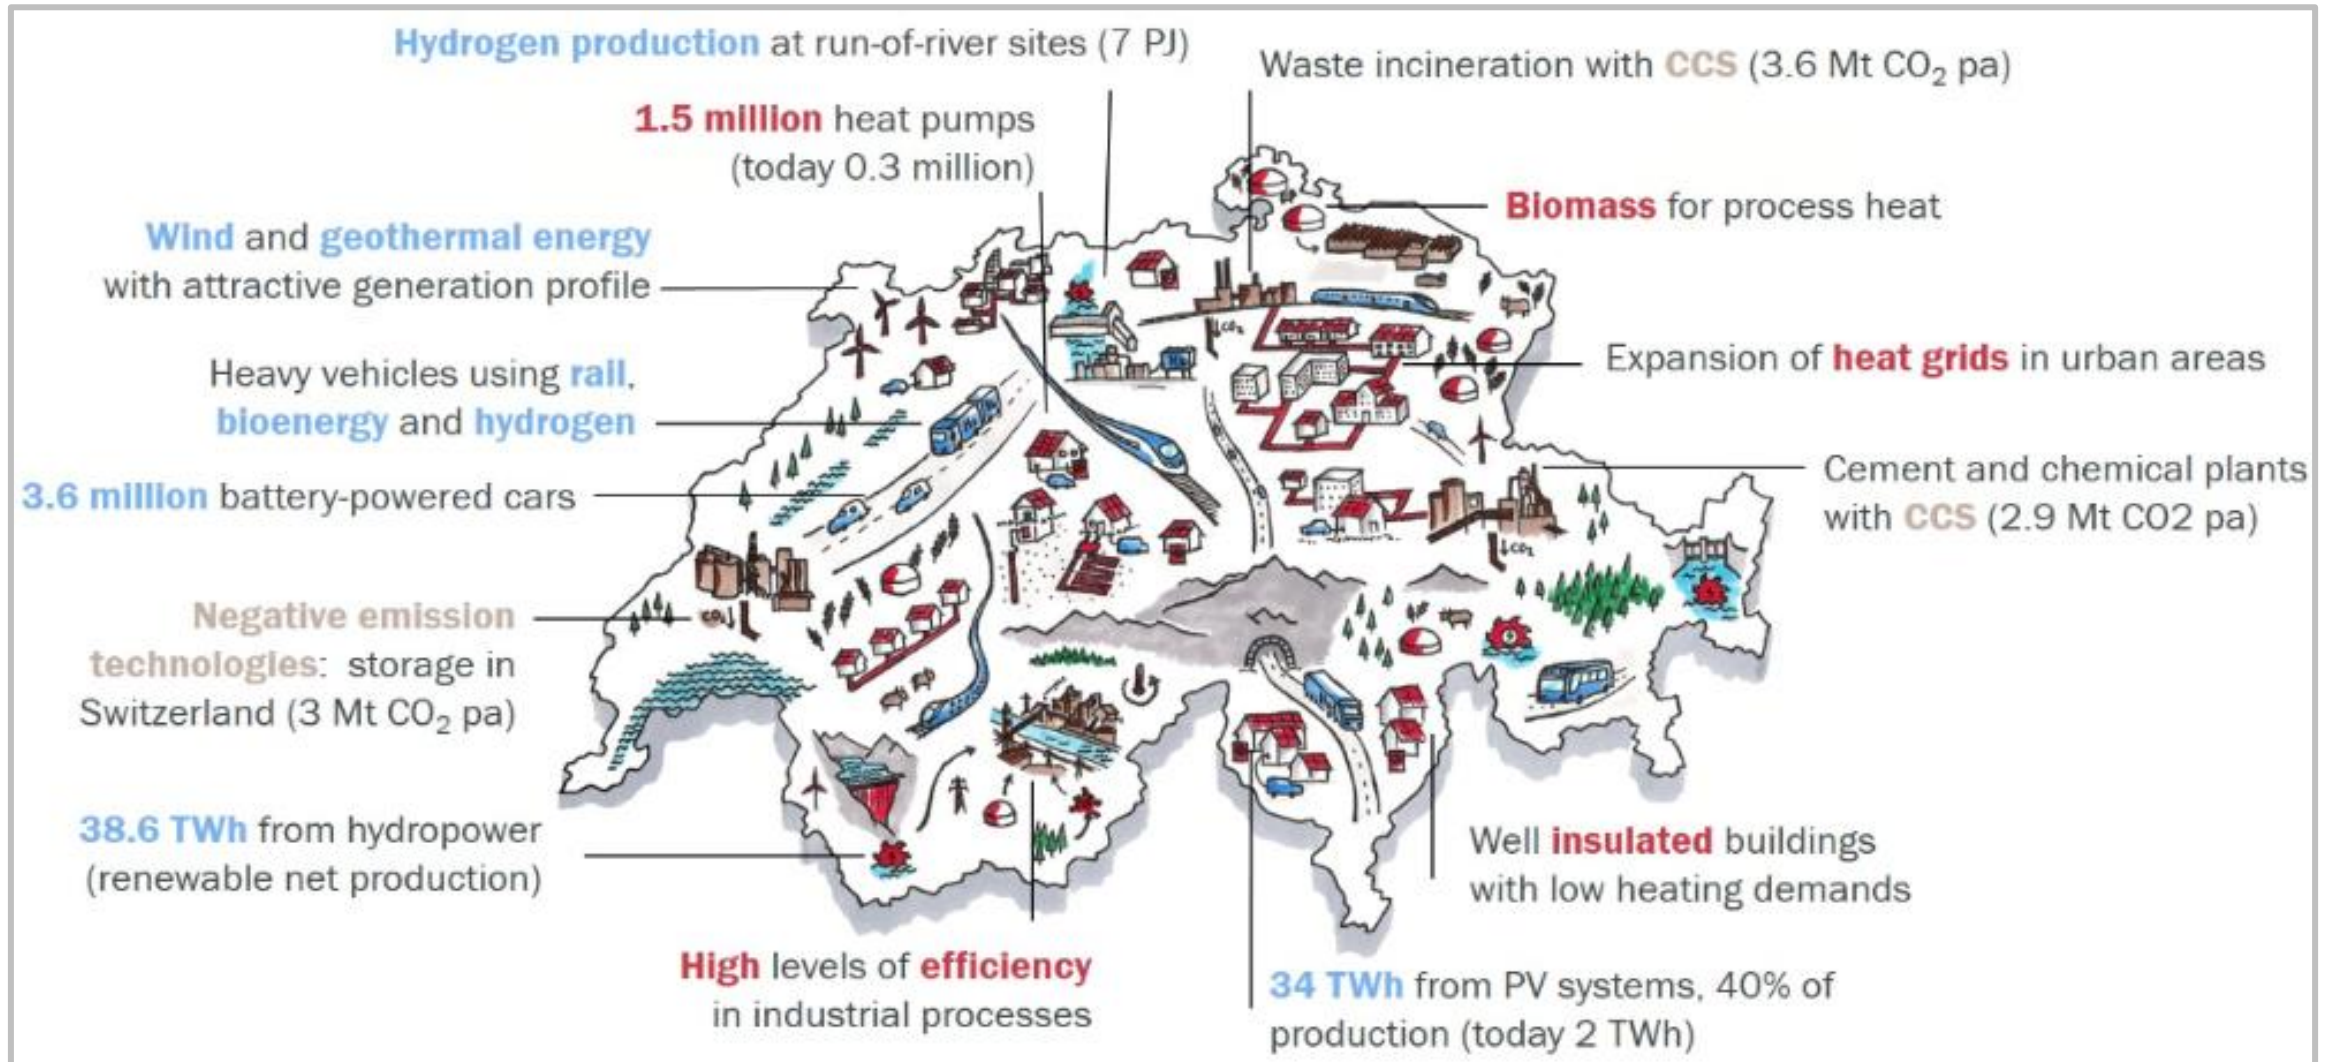 Hydrogen production at run-of-river sites (7 PJ)
Waste incineration with CCS (3.6 Mt CO₂ pa)
1.5 million heat pumps
(today 0.3 million)
Biomass for process heat
Wind and geothermal energy
with attractive generation profile
Expansion of heat grids in urban areas
Heavy vehicles using rail,
bioenergy and hydrogen
3.6 million battery-powered cars
Cement and chemical plants
with CCS (2.9 Mt CO2 pa)
Negative emission
technologies: storage in
Switzerland (3 Mt CO₂ pa)
38.6 TWh from hydropower
(renewable net production)
Well insulated buildings
with low heating demands
High levels of efficiency
in industrial processes
34 TWh from PV systems, 40% of
production (today 2 TWh)
CO₂
CO₂
CO₂